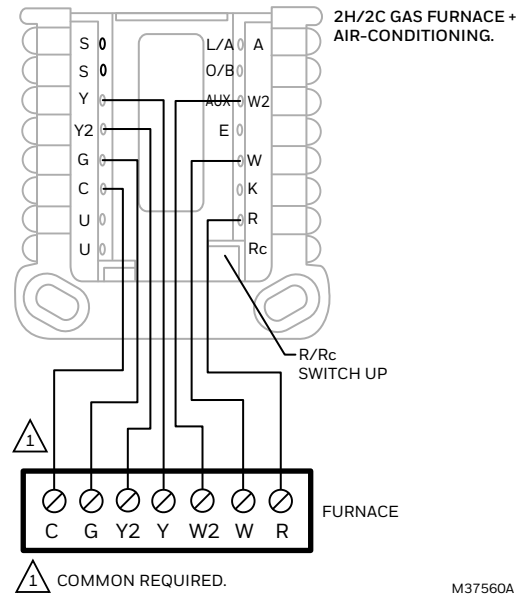 2H/2C GAS FURNACE +
AIR-CONDITIONING.
S L/A A
S O/B
Y AUX W2
Y2 E
G W
C K
U R
U Rc
R/Rc
SWITCH UP
1
C G Y2 Y W2 W R
FURNACE
1 COMMON REQUIRED.
M37560A